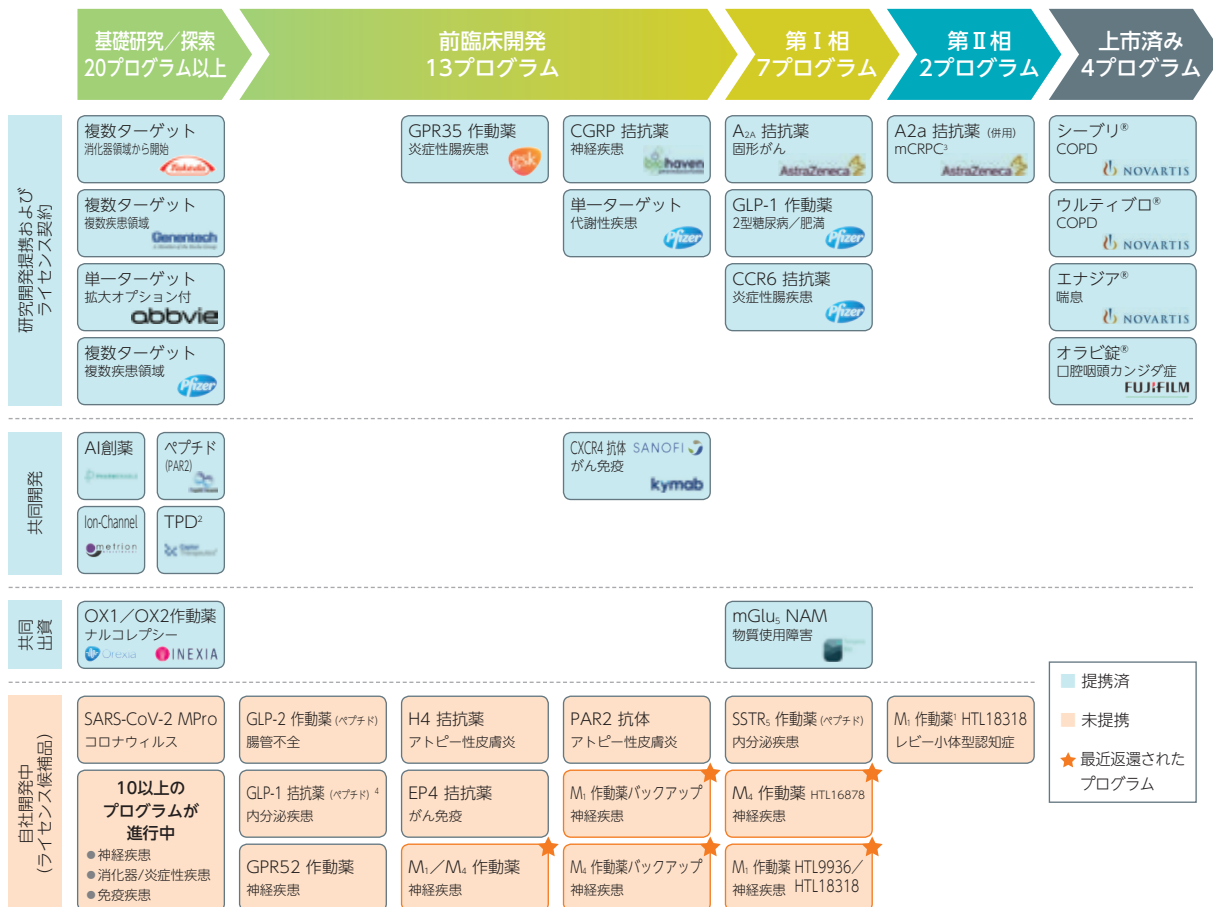 基礎研究／探索
20プログラム以上
前臨床開発
13プログラム
第Ⅰ相
7プログラム
第Ⅱ相
2プログラム
上市済み
4プログラム
研究開発提携および
ライセンス契約
複数ターゲット
消化器領域から開始
Takeda
複数ターゲット
複数疾患領域
Genentech
単一ターゲット
拡大オプション付
abbvie
複数ターゲット
複数疾患領域
Pfizer
GPR35 作動薬
炎症性腸疾患
gsk
CGRP 拮抗薬
神経疾患
biohaven
単一ターゲット
代謝性疾患
Pfizer
A₂ₐ 拮抗薬
固形がん
AstraZeneca
GLP-1 作動薬
2型糖尿病／肥満
Pfizer
CCR6 拮抗薬
炎症性腸疾患
Pfizer
A2a 拮抗薬 (併用)
mCRPC³
AstraZeneca
シーブリ®
COPD
NOVARTIS
ウルティブロ®
COPD
NOVARTIS
エナジア®
喘息
NOVARTIS
オラビ錠®
口腔咽頭カンジダ症
FUJIFILM
共同開発
AI創薬
ペプチド
(PAR2)
Ion-Channel
metrion
TPD²
CXCR4 抗体 SANOFI
がん免疫
kymab
共同
出資
OX1／OX2作動薬
ナルコレプシー
Orexia INEXIA
mGlu₅ NAM
物質使用障害
自社開発中
(ライセンス候補品)
SARS-CoV-2 MPro
コロナウィルス
10以上の
プログラムが
進行中
●神経疾患
●消化器/炎症性疾患
●免疫疾患
GLP-2 作動薬 (ペプチド)
腸管不全
GLP-1 拮抗薬 (ペプチド) ⁴
内分泌疾患
GPR52 作動薬
神経疾患
H4 拮抗薬
アトピー性皮膚炎
EP4 拮抗薬
がん免疫
M₁／M₄ 作動薬
神経疾患
PAR2 抗体
アトピー性皮膚炎
M₁ 作動薬バックアップ
神経疾患
M₄ 作動薬バックアップ
神経疾患
SSTR₅ 作動薬 (ペプチド)
内分泌疾患
M₄ 作動薬 HTL16878
神経疾患
M₁ 作動薬 HTL9936／
神経疾患 HTL18318
M₁ 作動薬¹ HTL18318
レビー小体型認知症
提携済
未提携
最近返還された
プログラム